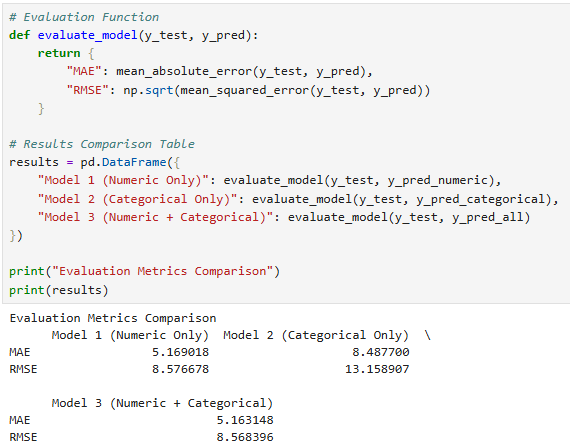 # Evaluation Function
def evaluate_model(y_test, y_pred):
    return {
        "MAE": mean_absolute_error(y_test, y_pred),
        "RMSE": np.sqrt(mean_squared_error(y_test, y_pred))
    }

# Results Comparison Table
results = pd.DataFrame({
    "Model 1 (Numeric Only)": evaluate_model(y_test, y_pred_numeric),
    "Model 2 (Categorical Only)": evaluate_model(y_test, y_pred_categorical),
    "Model 3 (Numeric + Categorical)": evaluate_model(y_test, y_pred_all)
})

print("Evaluation Metrics Comparison")
print(results)

Evaluation Metrics Comparison
      Model 1 (Numeric Only)  Model 2 (Categorical Only)  \
MAE                 5.169018                    8.487700
RMSE                8.576678                   13.158907

      Model 3 (Numeric + Categorical)
MAE                          5.163148
RMSE                         8.568396